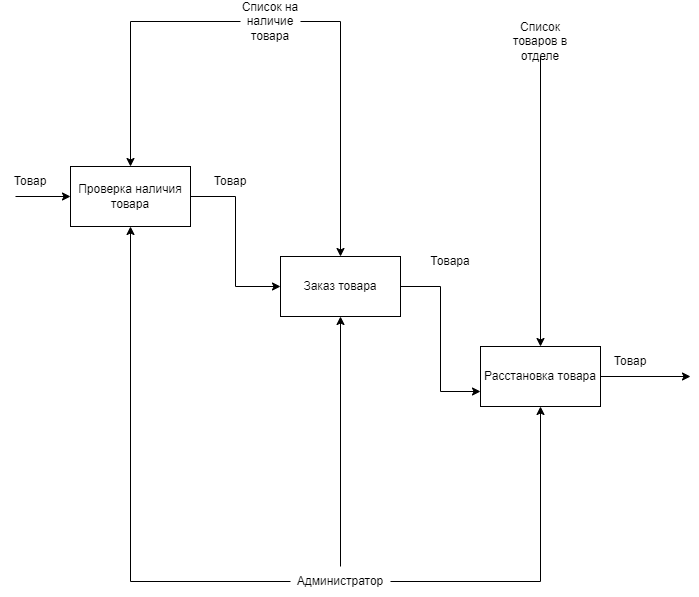 Список на
наличие
товара
Список
товаров в
отделе
Товар
Проверка наличия
товара
Товар
Заказ товара
Товара
Расстановка товара
Товар
Администратор